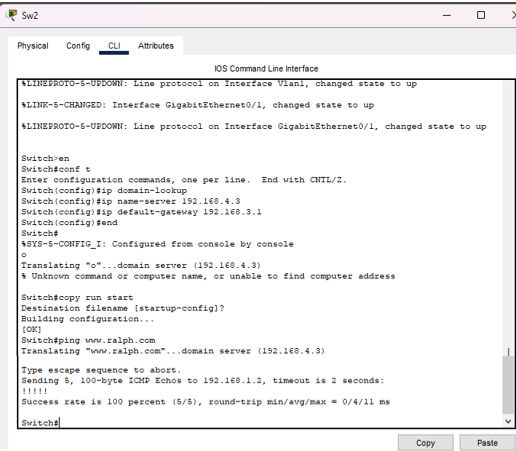 Sw2
Physical Config CLI Attributes
IOS Command Line Interface
%LINEPROTO-5-UPDOWN: Line protocol on Interface Vlan1, changed state to up
%LINK-5-CHANGED: Interface GigabitEthernet0/1, changed state to up
%LINEPROTO-5-UPDOWN: Line protocol on Interface GigabitEthernet0/1, changed state to up
Switch>en
Switch#conf t
Enter configuration commands, one per line.  End with CNTL/Z.
Switch(config)#ip domain-lookup
Switch(config)#ip name-server 192.168.4.3
Switch(config)#ip default-gateway 192.168.3.1
Switch(config)#end
Switch#
%SYS-5-CONFIG_I: Configured from console by console
o
Translating "o"...domain server (192.168.4.3)
% Unknown command or computer name, or unable to find computer address
Switch#copy run start
Destination filename [startup-config]?
Building configuration...
[OK]
Switch#ping www.ralph.com
Translating "www.ralph.com"...domain server (192.168.4.3)
Type escape sequence to abort.
Sending 5, 100-byte ICMP Echos to 192.168.1.2, timeout is 2 seconds:
!!!!!
Success rate is 100 percent (5/5), round-trip min/avg/max = 0/4/11 ms
Switch#
Copy Paste